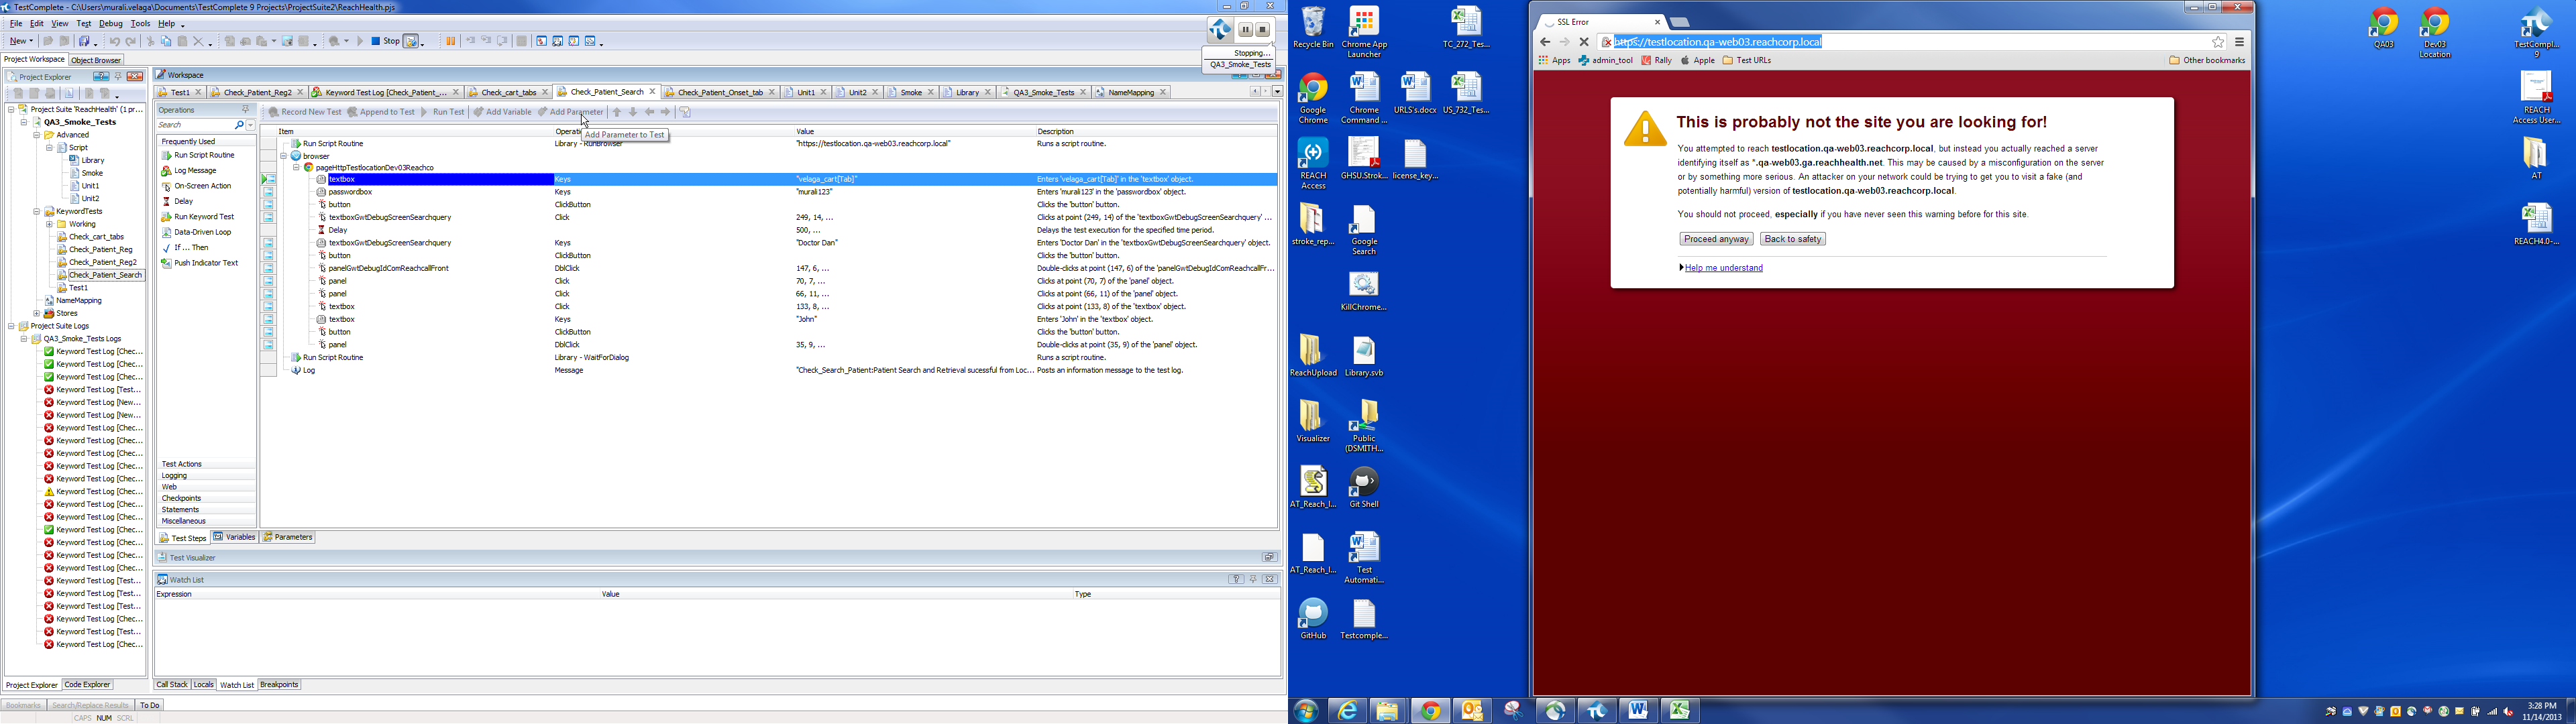 TestComplete - C:\Users\murali.velaga\Documents\TestComplete 9 Projects\ProjectSuite2\ReachHealth.pjs
File Edit View Test Debug Tools Help
New Stop
Stopping...
QA3_Smoke_Tests
Project Workspace Object Browser
Project Explorer
Project Suite 'ReachHealth' (1 pr...
QA3_Smoke_Tests
Advanced
Script
Library
Smoke
Unit1
Unit2
KeywordTests
Working
Check_cart_tabs
Check_Patient_Reg
Check_Patient_Reg2
Check_Patient_Search
Test1
NameMapping
Stores
Project Suite Logs
QA3_Smoke_Tests Logs
Keyword Test Log [Chec...
Keyword Test Log [Chec...
Keyword Test Log [Chec...
Keyword Test Log [Test...
Keyword Test Log [New...
Keyword Test Log [New...
Keyword Test Log [Chec...
Keyword Test Log [Chec...
Keyword Test Log [Chec...
Keyword Test Log [Chec...
Keyword Test Log [Chec...
Keyword Test Log [Chec...
Keyword Test Log [Chec...
Keyword Test Log [Chec...
Keyword Test Log [Chec...
Keyword Test Log [Chec...
Keyword Test Log [Chec...
Keyword Test Log [Chec...
Keyword Test Log [Test...
Keyword Test Log [Test...
Keyword Test Log [Test...
Keyword Test Log [Chec...
Keyword Test Log [Test...
Keyword Test Log [Chec...
Project Explorer Code Explorer
Bookmarks Search/Replace Results To Do
CAPS NUM SCRL
Workspace
Test1 Check_Patient_Reg2 Keyword Test Log [Check_Patient_... Check_cart_tabs Check_Patient_Search Check_Patient_Onset_tab Unit1 Unit2 Smoke Library QA3_Smoke_Tests NameMapping
Operations
Search
Frequently Used
Run Script Routine
Log Message
On-Screen Action
Delay
Run Keyword Test
Data-Driven Loop
If ... Then
Push Indicator Text
Test Actions
Logging
Web
Checkpoints
Statements
Miscellaneous
Record New Test Append to Test Run Test Add Variable Add Parameter
Add Parameter to Test
Item Value Description
Run Script Routine Library - RunBrowser "https://testlocation.qa-web03.reachcorp.local" Runs a script routine.
browser
pageHttpTestlocationDev03Reachco
textbox Keys "velaga_cart[Tab]" Enters 'velaga_cart[Tab]' in the 'textbox' object.
passwordbox Keys "murali123" Enters 'murali123' in the 'passwordbox' object.
button ClickButton Clicks the 'button' button.
textboxGwtDebugScreenSearchquery Click 249, 14, ... Clicks at point (249, 14) of the 'textboxGwtDebugScreenSearchquery' ...
Delay 500, ... Delays the test execution for the specified time period.
textboxGwtDebugScreenSearchquery Keys "Doctor Dan" Enters 'Doctor Dan' in the 'textboxGwtDebugScreenSearchquery' object.
button ClickButton Clicks the 'button' button.
panelGwtDebugIdComReachcallFront DblClick 147, 6, ... Double-clicks at point (147, 6) of the 'panelGwtDebugIdComReachcallFr...
panel Click 70, 7, ... Clicks at point (70, 7) of the 'panel' object.
panel Click 66, 11, ... Clicks at point (66, 11) of the 'panel' object.
textbox Click 133, 8, ... Clicks at point (133, 8) of the 'textbox' object.
textbox Keys "John" Enters 'John' in the 'textbox' object.
button ClickButton Clicks the 'button' button.
panel DblClick 35, 9, ... Double-clicks at point (35, 9) of the 'panel' object.
Run Script Routine Library - WaitForDialog Runs a script routine.
Log Message "Check_Search_Patient:Patient Search and Retrieval sucessful from Loc... Posts an information message to the test log.
Test Steps Variables Parameters
Test Visualizer
Watch List
Expression Value Type
Call Stack Locals Watch List Breakpoints
Recycle Bin
Chrome App Launcher
TC_272_Tes...
Google Chrome
Chrome Command ...
URLS's.docx
US_732_Tes...
REACH Access
GHSU.Strok...
license_key...
stroke_rep...
Google Search
KillChrome...
ReachUpload
Library.svb
Visualizer
Public (DSMITH...
AT_Reach_I...
Git Shell
AT_Reach_I...
Test Automati...
GitHub
Testcomple...
SSL Error
https://testlocation.qa-web03.reachcorp.local
Apps admin_tool Rally Apple Test URLs Other bookmarks
This is probably not the site you are looking for!
You attempted to reach testlocation.qa-web03.reachcorp.local, but instead you actually reached a server
identifying itself as *.qa-web03.ga.reachhealth.net. This may be caused by a misconfiguration on the server
or by something more serious. An attacker on your network could be trying to get you to visit a fake (and
potentially harmful) version of testlocation.qa-web03.reachcorp.local.
You should not proceed, especially if you have never seen this warning before for this site.
Proceed anyway Back to safety
Help me understand
QA03
Dev03 Location
TestCompl... 9
REACH Access User...
AT
REACH4.0-...
3:28 PM
11/14/2013